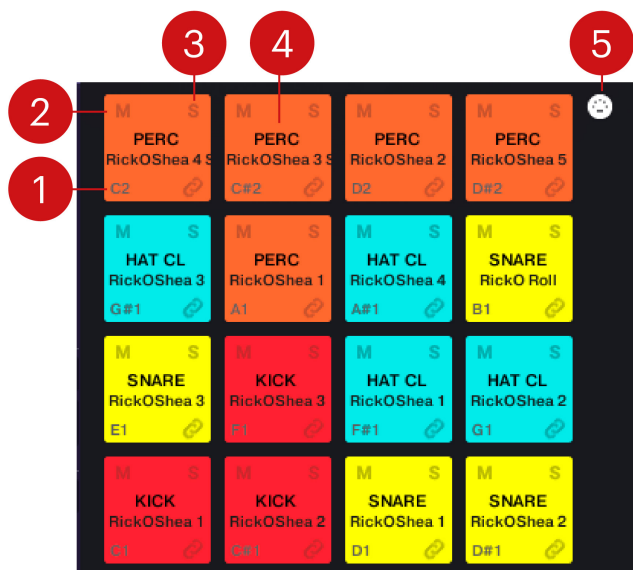 3 4 5
2 M S M S M S M S
PERC PERC PERC PERC
RickOShea 4 S RickOShea 3 S RickOShea 2 RickOShea 5
1 C2 C#2 D2 D#2
M S M S M S M S
HAT CL PERC HAT CL SNARE
RickOShea 3 RickOShea 1 RickOShea 4 RickO Roll
G#1 A1 A#1 B1
M S M S M S M S
SNARE KICK HAT CL HAT CL
RickOShea 3 RickOShea 3 RickOShea 1 RickOShea 2
E1 F1 F#1 G1
M S M S M S M S
KICK KICK SNARE SNARE
RickOShea 1 RickOShea 2 RickOShea 1 RickOShea 2
C1 C#1 D1 D#1